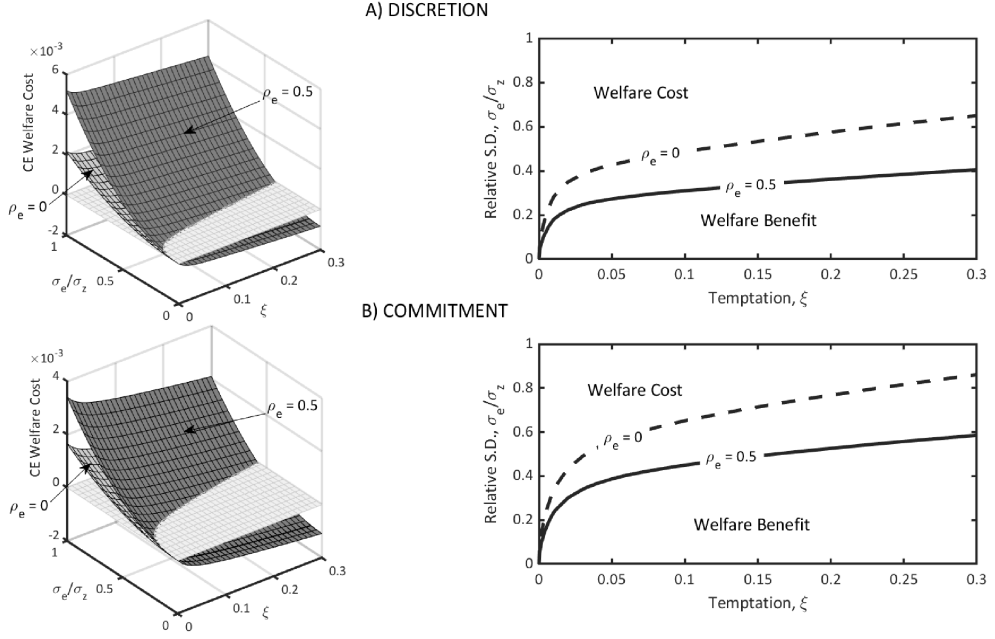 A) DISCRETION
×10⁻³
6
4
2
0
-2
CE Welfare Cost
ρₑ = 0.5
ρₑ = 0
1
0.5
0
σₑ/σ_z
0
0.1
0.2
0.3
ξ
1
0.8
0.6
0.4
0.2
0
Relative S.D., σₑ/σ_z
Welfare Cost
ρₑ = 0
ρₑ = 0.5
Welfare Benefit
0
0.05
0.1
0.15
0.2
0.25
0.3
Temptation, ξ
B) COMMITMENT
×10⁻³
4
2
0
-2
CE Welfare Cost
ρₑ = 0.5
ρₑ = 0
1
0.5
0
σₑ/σ_z
0
0.1
0.2
0.3
ξ
1
0.8
0.6
0.4
0.2
0
Relative S.D., σₑ/σ_z
Welfare Cost
ρₑ = 0
ρₑ = 0.5
Welfare Benefit
0
0.05
0.1
0.15
0.2
0.25
0.3
Temptation, ξ